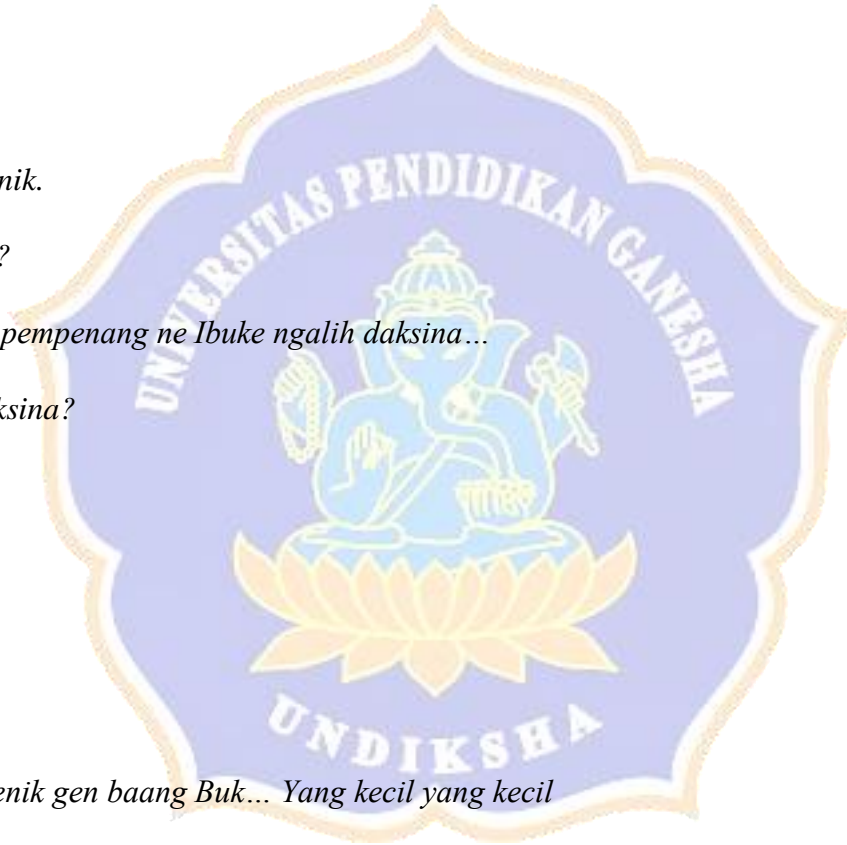 nik.
?
UNIVERSITAS PENDIDIKAN GANESHA
pempenang ne Ibuke ngalih daksina…
ksina?
UNDIKSHA
enik gen baang Buk… Yang kecil yang kecil